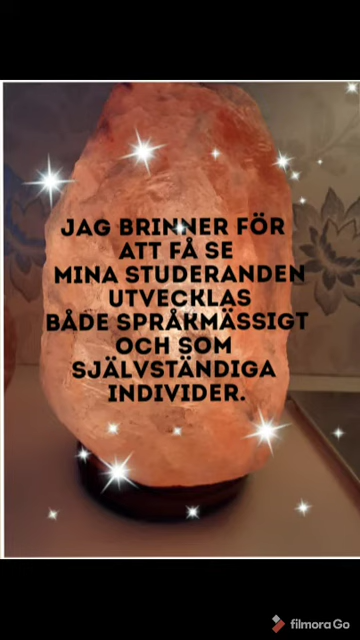 JAG BRINNER FÖR
ATT FÅ SE
MINA STUDERANDEN
UTVECKLAS
BÅDE SPRÅKMÄSSIGT
OCH SOM
SJÄLVSTÄNDIGA
INDIVIDER.
filmora Go